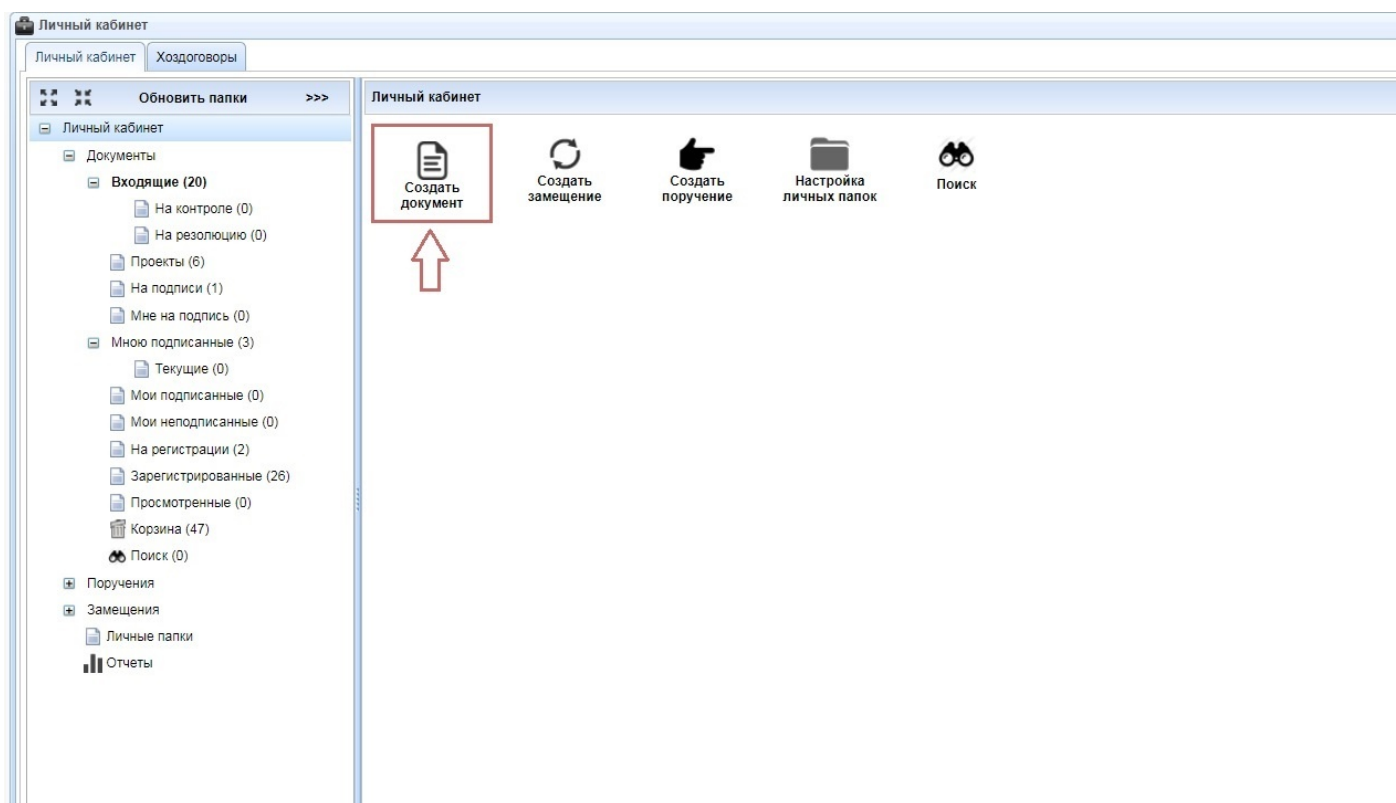 Личный кабинет
Личный кабинет Хоздоговоры
Обновить папки >>>
Личный кабинет
Документы
Входящие (20)
На контроле (0)
На резолюцию (0)
Проекты (6)
На подписи (1)
Мне на подпись (0)
Мною подписанные (3)
Текущие (0)
Мои подписанные (0)
Мои неподписанные (0)
На регистрации (2)
Зарегистрированные (26)
Просмотренные (0)
Корзина (47)
Поиск (0)
Поручения
Замещения
Личные папки
Отчеты
Личный кабинет
Создать
документ
Создать
замещение
Создать
поручение
Настройка
личных папок
Поиск